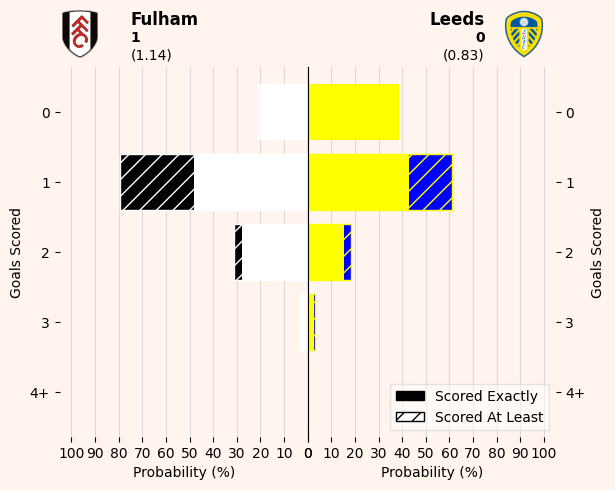 Fulham
1
(1.14)
Leeds
0
(0.83)
Goals Scored
0
1
2
3
4+
0
1
2
3
4+
Goals Scored
Scored Exactly
Scored At Least
100 90 80 70 60 50 40 30 20 10 0
0 10 20 30 40 50 60 70 80 90 100
Probability (%)
Probability (%)